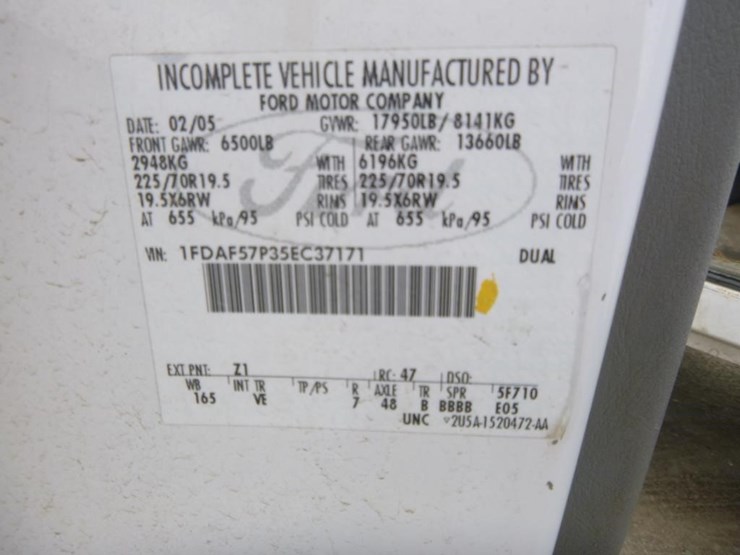 INCOMPLETE VEHICLE MANUFACTURED BY
FORD MOTOR COMPANY
DATE: 02/05 GVWR: 17950LB/ 8141KG
FRONT GAWR: 6500LB REAR GAWR: 13660LB
2948KG WITH 6196KG WITH
225/70R19.5 TIRES 225/70R19.5 TIRES
19.5X6RW RIMS 19.5X6RW RIMS
AT 655 kPa/95 PSI COLD AT 655 kPa/95 PSI COLD
VIN: 1FDAF57P35EC37171 DUAL
Ford
EXT PNT: Z1 RC: 47 DSO:
WB INT TR TP/PS R AXLE TR SPR 5F710
165 VE 7 48 B BBBB E05
UNC 2U5A-1520472-AA